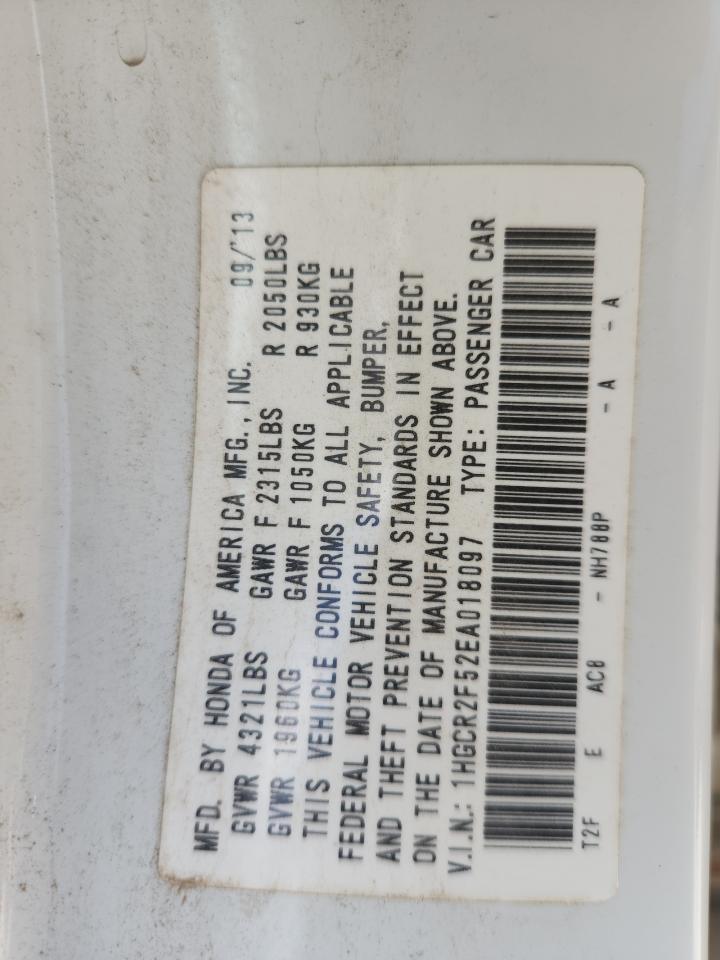 MFD. BY HONDA OF AMERICA MFG., INC. 09/'13
GVWR 4321LBS GAWR F 2315LBS R 2050LBS
GVWR 1960KG GAWR F 1050KG R 930KG
THIS VEHICLE CONFORMS TO ALL APPLICABLE
FEDERAL MOTOR VEHICLE SAFETY, BUMPER,
AND THEFT PREVENTION STANDARDS IN EFFECT
ON THE DATE OF MANUFACTURE SHOWN ABOVE.
V.I.N.: 1HGCR2F52EA018097 TYPE: PASSENGER CAR
T2F E AC8 - NH788P - A - A